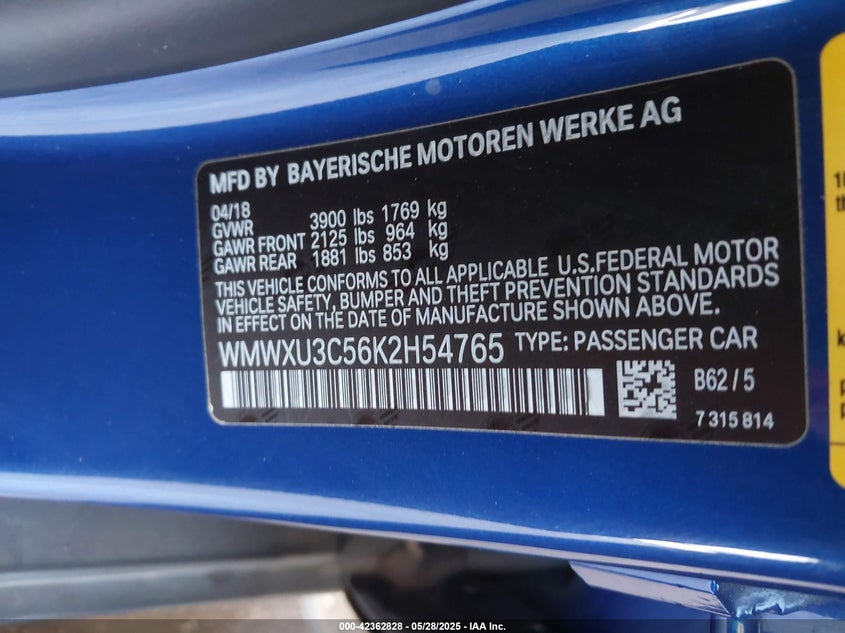 MFD BY BAYERISCHE MOTOREN WERKE AG
04/18
GVWR 3900 lbs 1769 kg
GAWR FRONT 2125 lbs 964 kg
GAWR REAR 1881 lbs 853 kg
THIS VEHICLE CONFORMS TO ALL APPLICABLE U.S.FEDERAL MOTOR
VEHICLE SAFETY, BUMPER AND THEFT PREVENTION STANDARDS
IN EFFECT ON THE DATE OF MANUFACTURE SHOWN ABOVE.
WMWXU3C56K2H54765 TYPE: PASSENGER CAR
B62 / 5
7 315 814
000-42362828 - 05/28/2025 - IAA Inc.